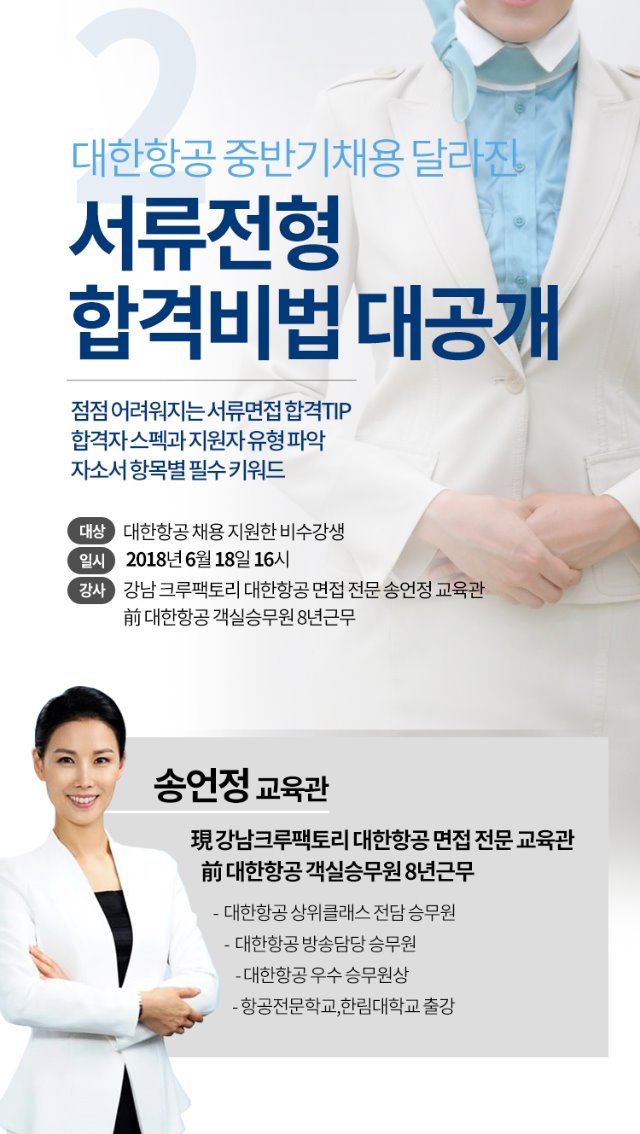 2
대한항공 중반기채용 달라진
서류전형
합격비법 대공개
점점 어려워지는 서류면접 합격TIP
합격자 스펙과 지원자 유형 파악
자소서 항목별 필수 키워드
대상 대한항공 채용 지원한 비수강생
일시 2018년 6월 18일 16시
강사 강남 크루팩토리 대한항공 면접 전문 송언정 교육관
前 대한항공 객실승무원 8년근무
송언정 교육관
現 강남크루팩토리 대한항공 면접 전문 교육관
前 대한항공 객실승무원 8년근무
- 대한항공 상위클래스 전담 승무원
- 대한항공 방송담당 승무원
- 대한항공 우수 승무원상
- 항공전문학교,한림대학교 출강